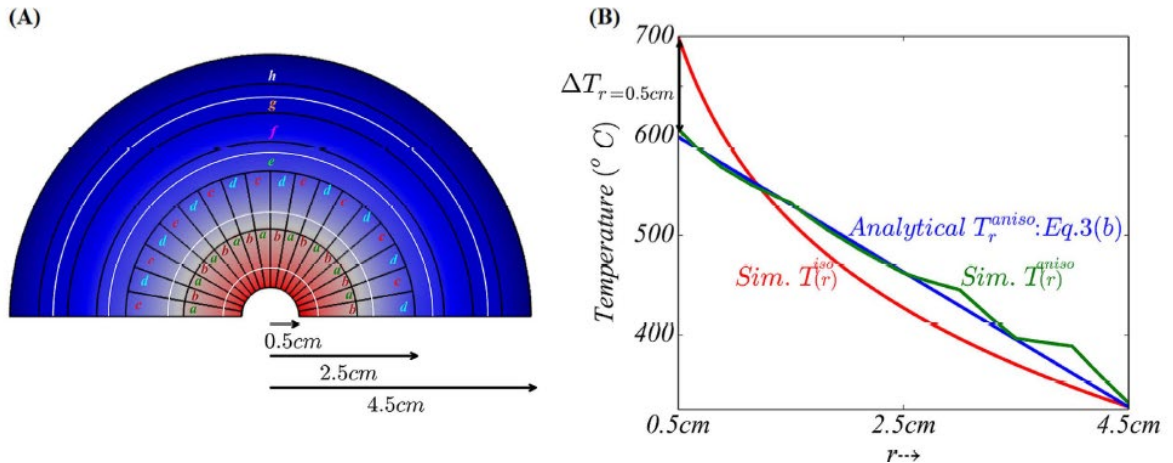 (A)
h
g
f
e
d c d c d c d c d c d c d c d c
a b a b a b a b a b a b a b
0.5cm
2.5cm
4.5cm
(B)
700
ΔT_{r=0.5cm}
600
500
400
Temperature (° C)
Analytical T_r^{aniso}:Eq.3(b)
Sim. T_{(r)}^{iso}
Sim. T_{(r)}^{aniso}
0.5cm 2.5cm 4.5cm
r⇢